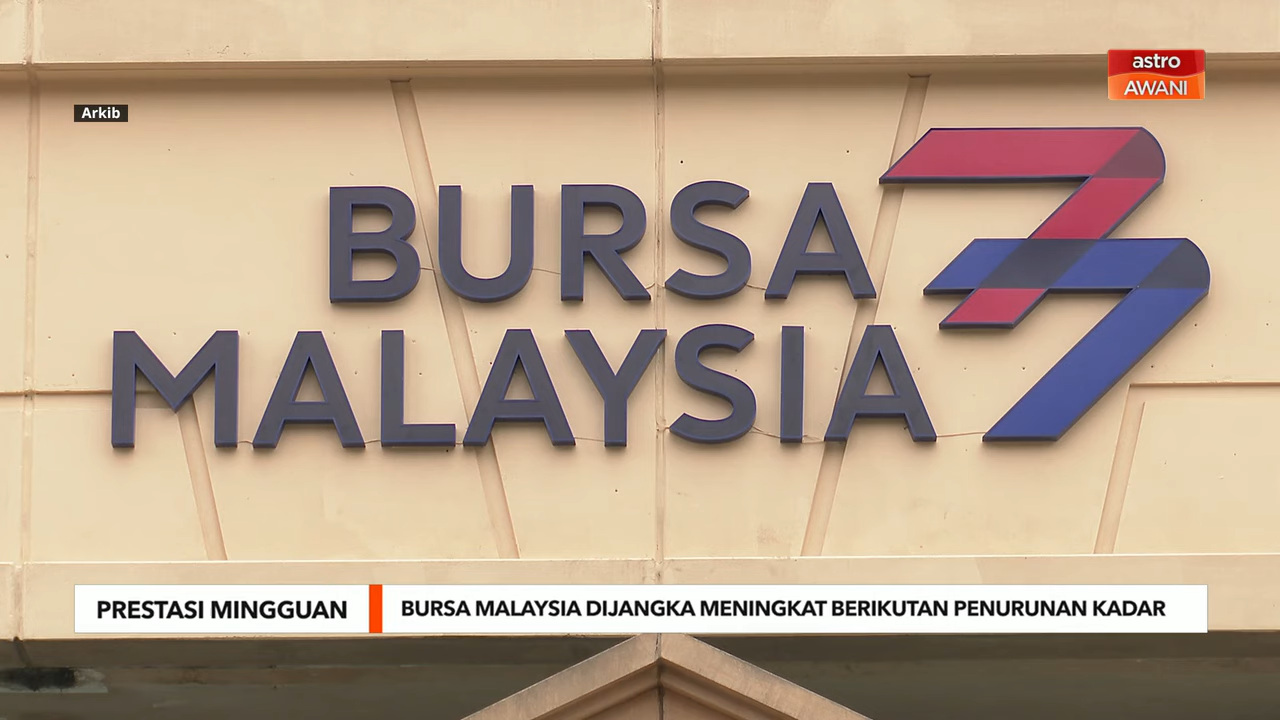 astro
AWANI
Arkib
BURSA
MALAYSIA
PRESTASI MINGGUAN
BURSA MALAYSIA DIJANGKA MENINGKAT BERIKUTAN PENURUNAN KADAR